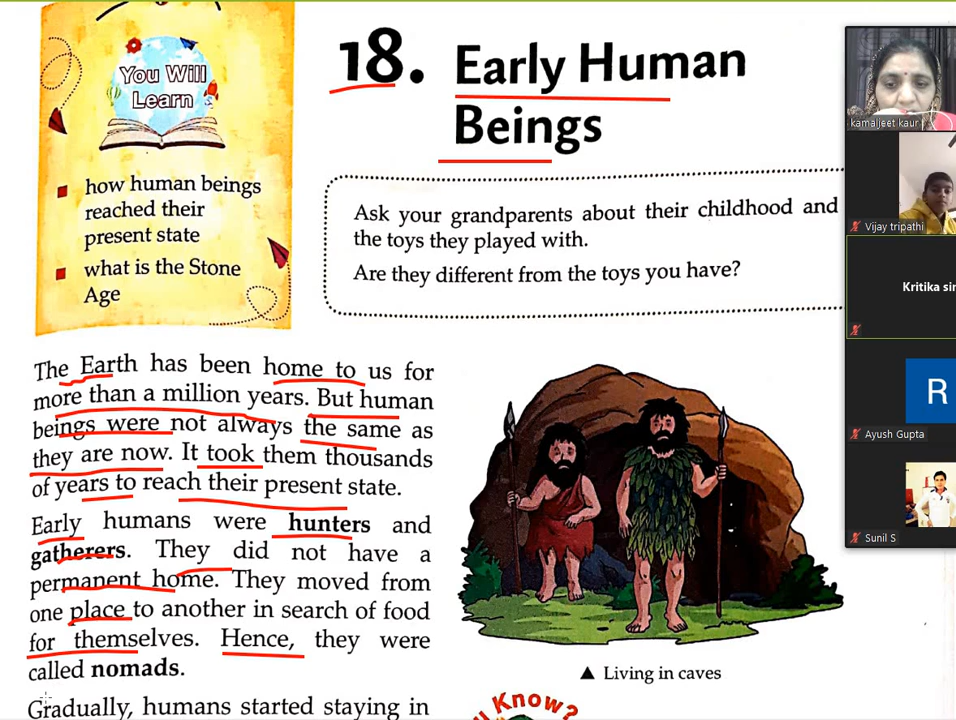 You Will
Learn
how human beings
reached their
present state
what is the Stone
Age
18. Early Human
Beings
Ask your grandparents about their childhood and
the toys they played with.
Are they different from the toys you have?
The Earth has been home to us for
more than a million years. But human
beings were not always the same as
they are now. It took them thousands
of years to reach their present state.
Early humans were hunters and
gatherers. They did not have a
permanent home. They moved from
one place to another in search of food
for themselves. Hence, they were
called nomads.
Gradually, humans started staying in
▲ Living in caves
Know?
kamaljeet kaur
Vijay tripathi
Kritika
R
Ayush Gupta
Sunil S